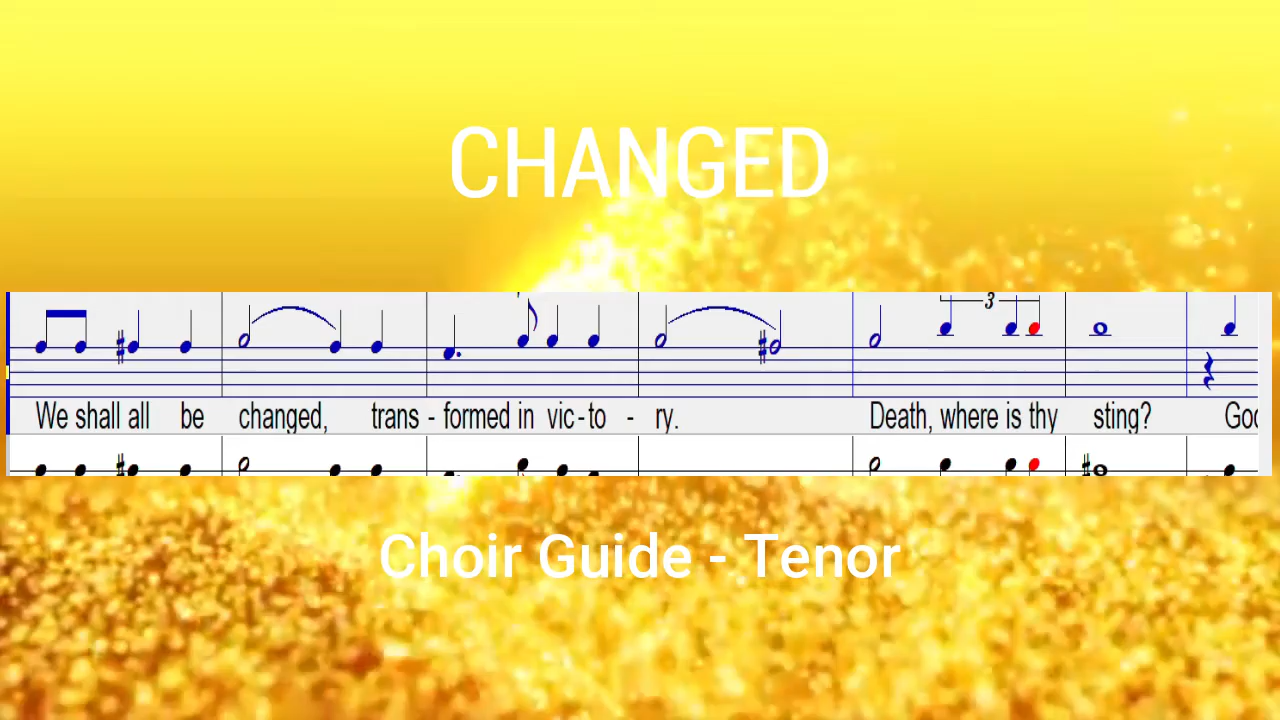 CHANGED
3
We shall all be changed, trans - formed in vic - to - ry. Death, where is thy sting?
Choir Guide - Tenor